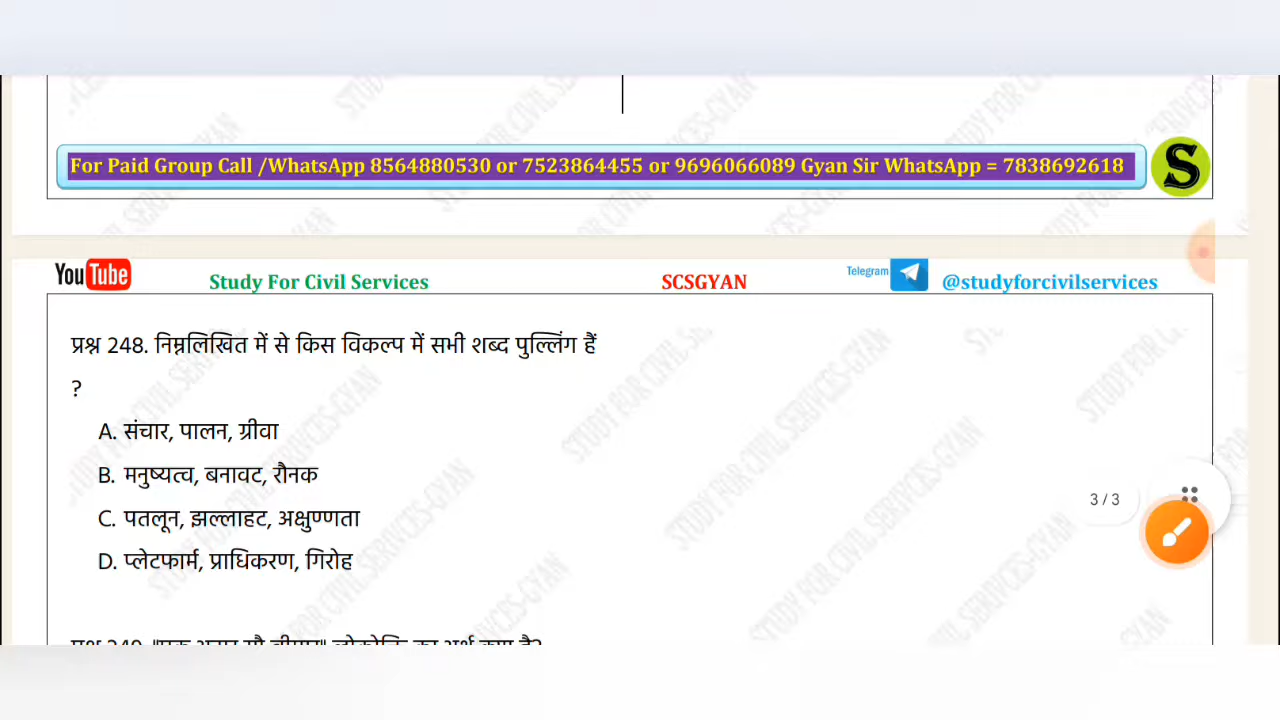 For Paid Group Call /WhatsApp 8564880530 or 7523864455 or 9696066089 Gyan Sir WhatsApp = 7838692618
S
YouTube Study For Civil Services SCSGYAN Telegram @studyforcivilservices
प्रश्न 248. निम्नलिखित में से किस विकल्प में सभी शब्द पुल्लिंग हैं
?
A. संचार, पालन, ग्रीवा
B. मनुष्यत्व, बनावट, रौनक
3 / 3
C. पतलून, झल्लाहट, अक्षुण्णता
D. प्लेटफार्म, प्राधिकरण, गिरोह